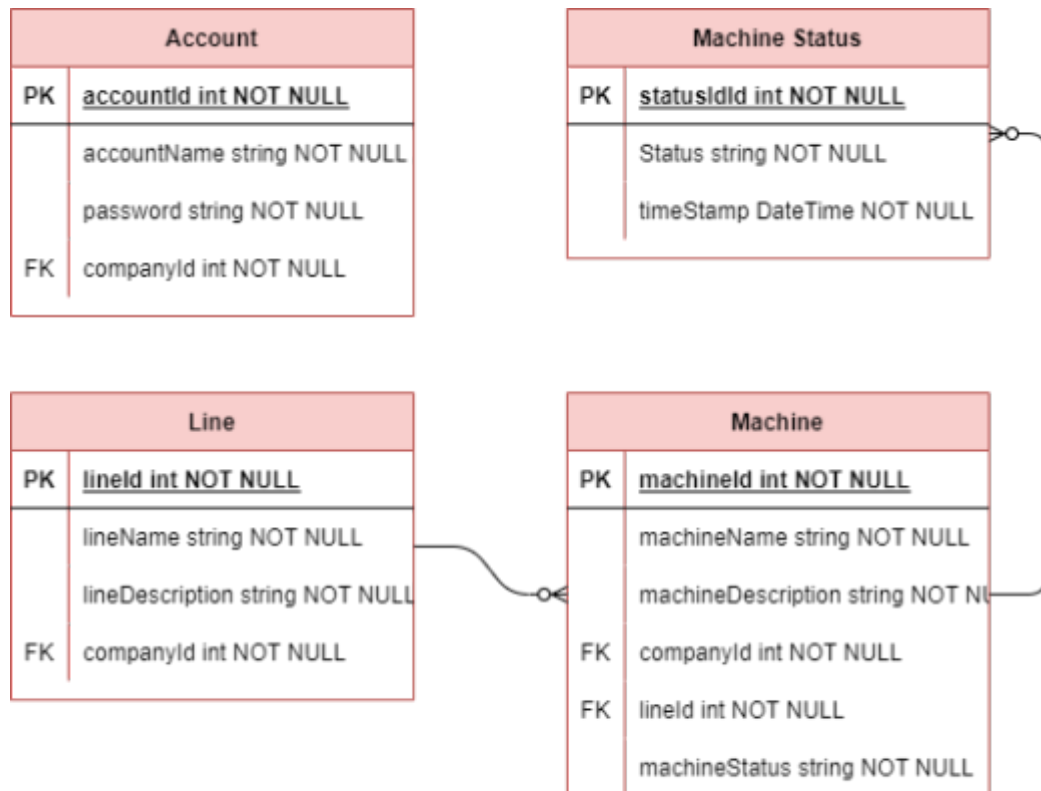 Account
PK accountId int NOT NULL
accountName string NOT NULL
password string NOT NULL
FK companyId int NOT NULL
Machine Status
PK statusIdId int NOT NULL
Status string NOT NULL
timeStamp DateTime NOT NULL
Line
PK lineId int NOT NULL
lineName string NOT NULL
lineDescription string NOT NULL
FK companyId int NOT NULL
Machine
PK machineId int NOT NULL
machineName string NOT NULL
machineDescription string NOT NU
FK companyId int NOT NULL
FK lineId int NOT NULL
machineStatus string NOT NULL